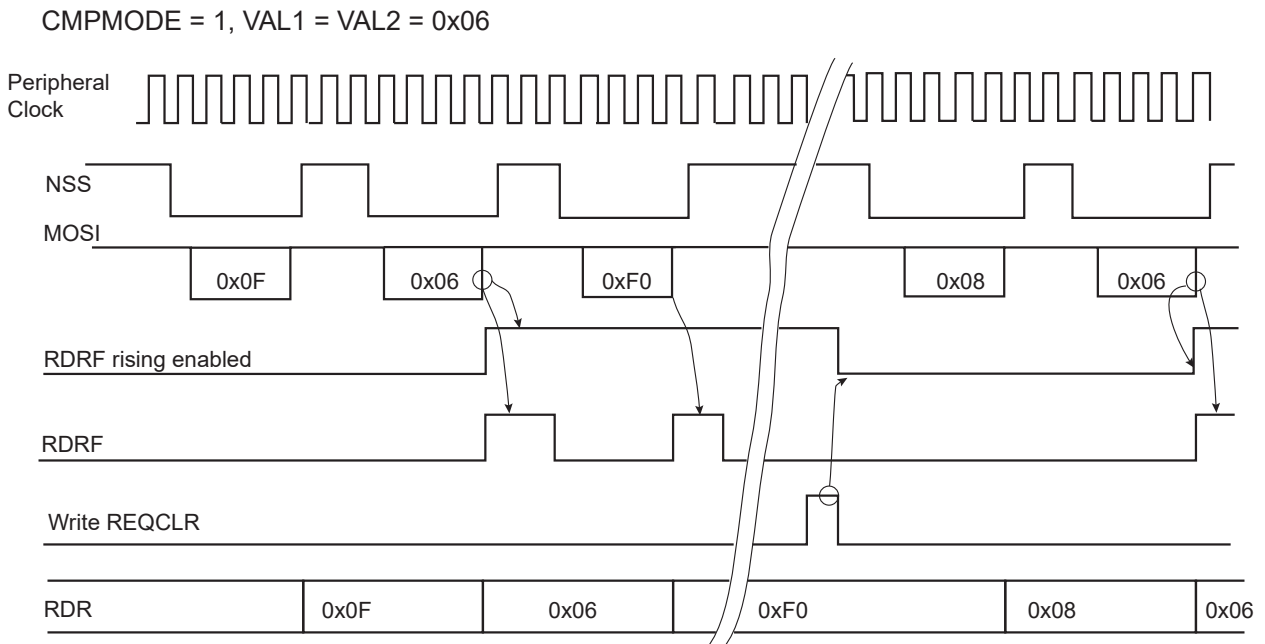 CMPMODE = 1, VAL1 = VAL2 = 0x06
Peripheral
Clock
NSS
MOSI
0x0F
0x06
0xF0
0x08
0x06
RDRF rising enabled
RDRF
Write REQCLR
RDR
0x0F
0x06
0xF0
0x08
0x06